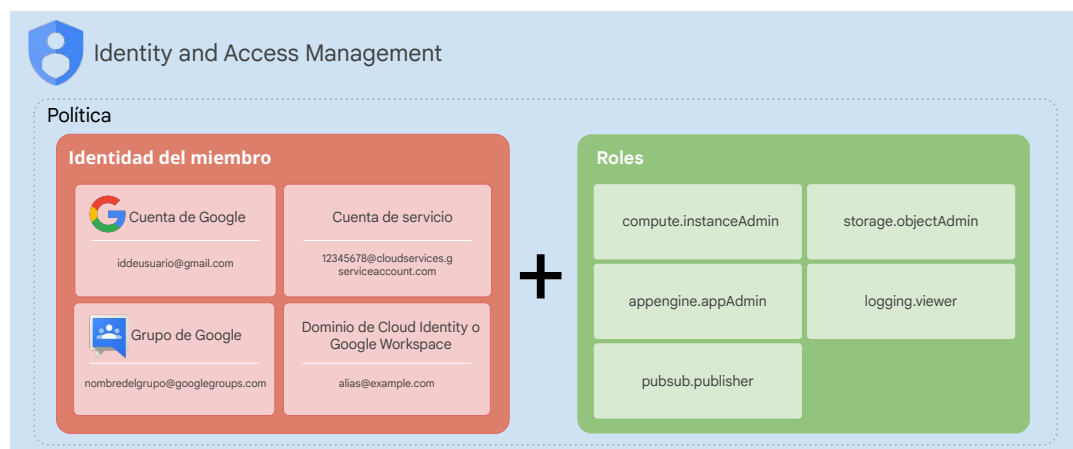 Identity and Access Management
Política
Identidad del miembro
Cuenta de Google
iddeusuario@gmail.com
Cuenta de servicio
12345678@cloudservices.g
serviceaccount.com
Grupo de Google
nombredelgrupo@googlegroups.com
Dominio de Cloud Identity o
Google Workspace
alias@example.com
+
Roles
compute.instanceAdmin
storage.objectAdmin
appengine.appAdmin
logging.viewer
pubsub.publisher